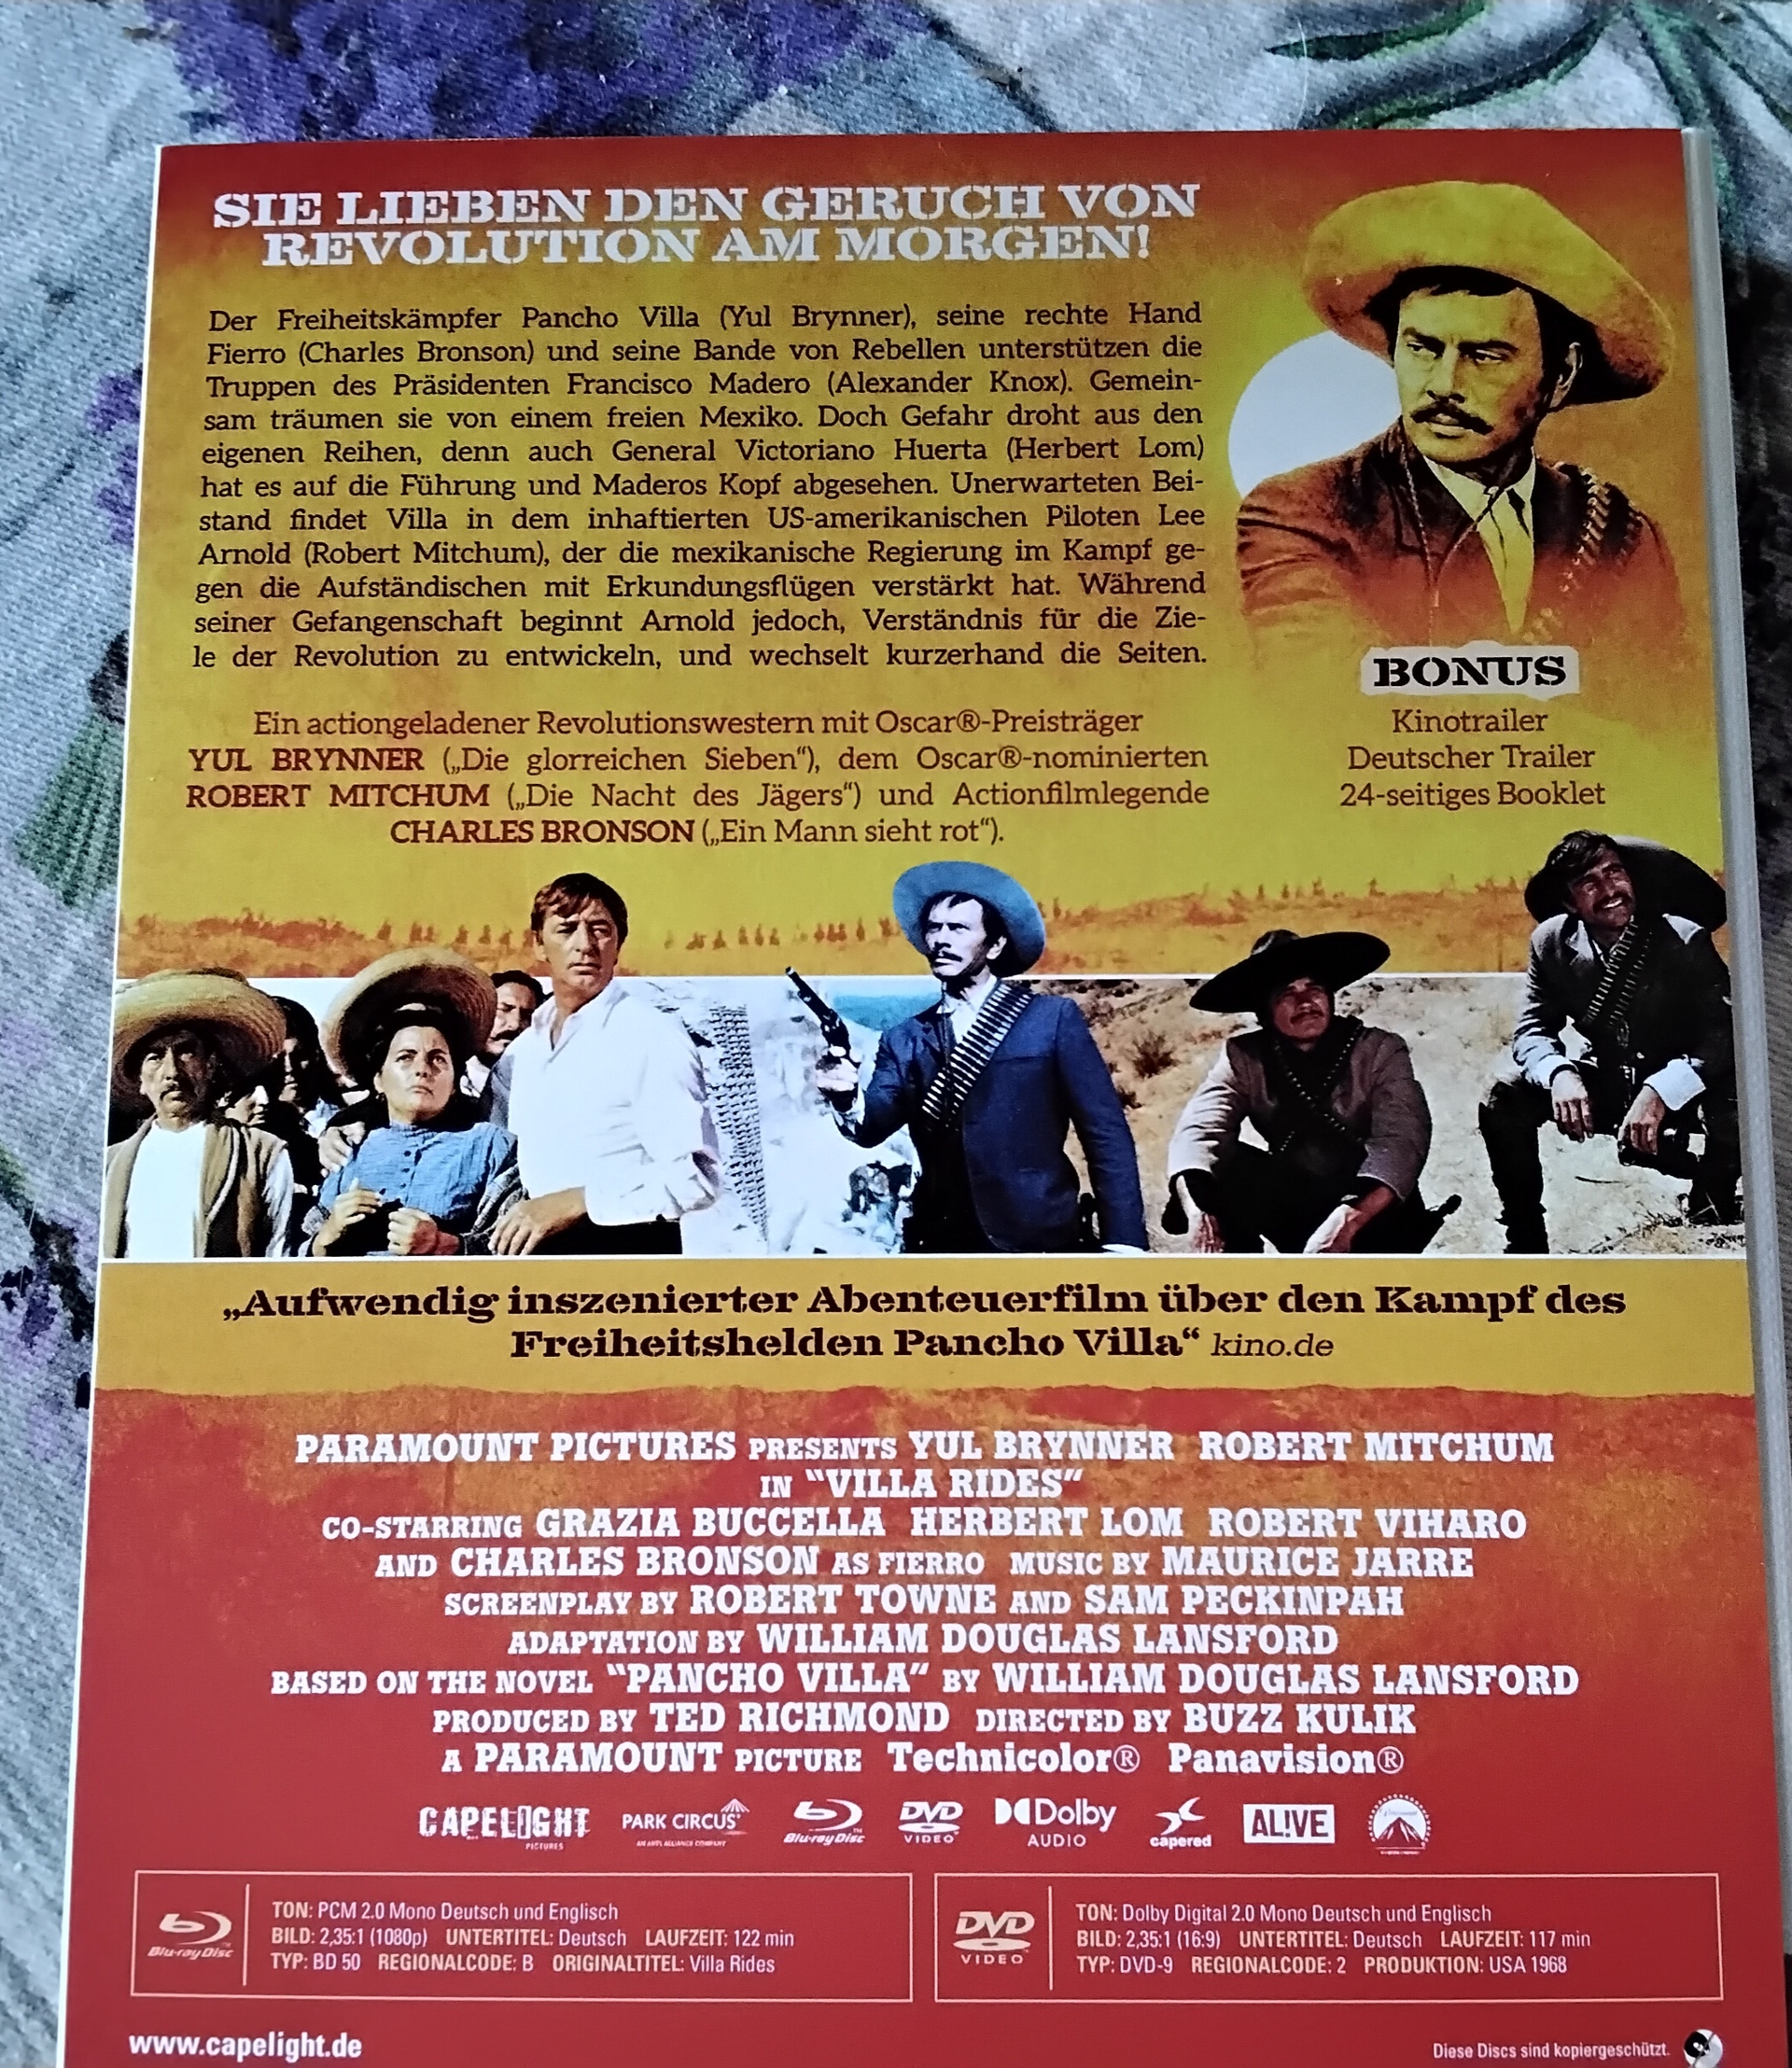 SIE LIEBEN DEN GERUCH VON
REVOLUTION AM MORGEN!
Der Freiheitskämpfer Pancho Villa (Yul Brynner), seine rechte Hand
Fierro (Charles Bronson) und seine Bande von Rebellen unterstützen die
Truppen des Präsidenten Francisco Madero (Alexander Knox). Gemein-
sam träumen sie von einem freien Mexiko. Doch Gefahr droht aus den
eigenen Reihen, denn auch General Victoriano Huerta (Herbert Lom)
hat es auf die Führung und Maderos Kopf abgesehen. Unerwarteten Bei-
stand findet Villa in dem inhaftierten US-amerikanischen Piloten Lee
Arnold (Robert Mitchum), der die mexikanische Regierung im Kampf ge-
gen die Aufständischen mit Erkundungsflügen verstärkt hat. Während
seiner Gefangenschaft beginnt Arnold jedoch, Verständnis für die Zie-
le der Revolution zu entwickeln, und wechselt kurzerhand die Seiten.
Ein actiongeladener Revolutionswestern mit Oscar®-Preisträger
YUL BRYNNER („Die glorreichen Sieben“), dem Oscar®-nominierten
ROBERT MITCHUM („Die Nacht des Jägers“) und Actionfilmlegende
CHARLES BRONSON („Ein Mann sieht rot“).
BONUS
Kinotrailer
Deutscher Trailer
24-seitiges Booklet
„Aufwendig inszenierter Abenteuerfilm über den Kampf des
Freiheitshelden Pancho Villa“ kino.de
PARAMOUNT PICTURES PRESENTS YUL BRYNNER ROBERT MITCHUM
IN “VILLA RIDES”
CO-STARRING GRAZIA BUCCELLA HERBERT LOM ROBERT VIHARO
AND CHARLES BRONSON AS FIERRO MUSIC BY MAURICE JARRE
SCREENPLAY BY ROBERT TOWNE AND SAM PECKINPAH
ADAPTATION BY WILLIAM DOUGLAS LANSFORD
BASED ON THE NOVEL “PANCHO VILLA” BY WILLIAM DOUGLAS LANSFORD
PRODUCED BY TED RICHMOND DIRECTED BY BUZZ KULIK
A PARAMOUNT PICTURE Technicolor® Panavision®
CAPELIGHT PICTURES PARK CIRCUS AN ARTS ALLIANCE COMPANY Blu-ray Disc™ DVD VIDEO™ Dolby AUDIO capered AL!VE Paramount
Blu-ray Disc
TON: PCM 2.0 Mono Deutsch und Englisch
BILD: 2,35:1 (1080p) UNTERTITEL: Deutsch LAUFZEIT: 122 min
TYP: BD 50 REGIONALCODE: B ORIGINALTITEL: Villa Rides
DVD VIDEO
TON: Dolby Digital 2.0 Mono Deutsch und Englisch
BILD: 2,35:1 (16:9) UNTERTITEL: Deutsch LAUFZEIT: 117 min
TYP: DVD-9 REGIONALCODE: 2 PRODUKTION: USA 1968
www.capelight.de
Diese Discs sind kopiergeschützt.